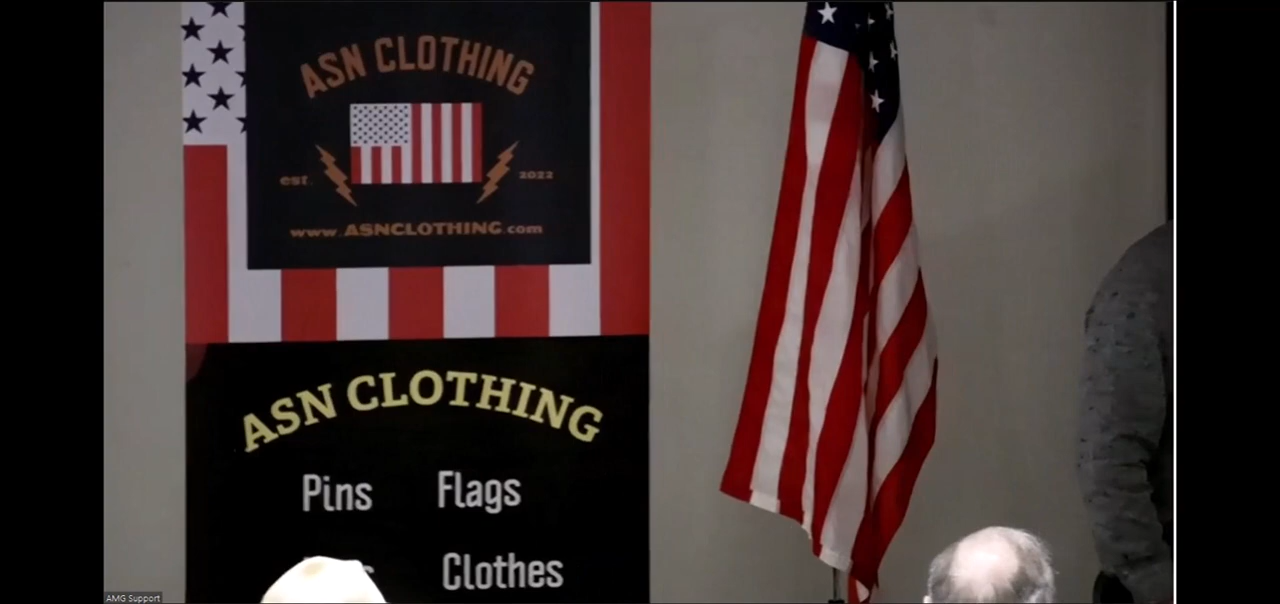 ASN CLOTHING
est. 2022
www.ASNCLOTHING.com
ASN CLOTHING
Pins Flags
Clothes
AMG Support